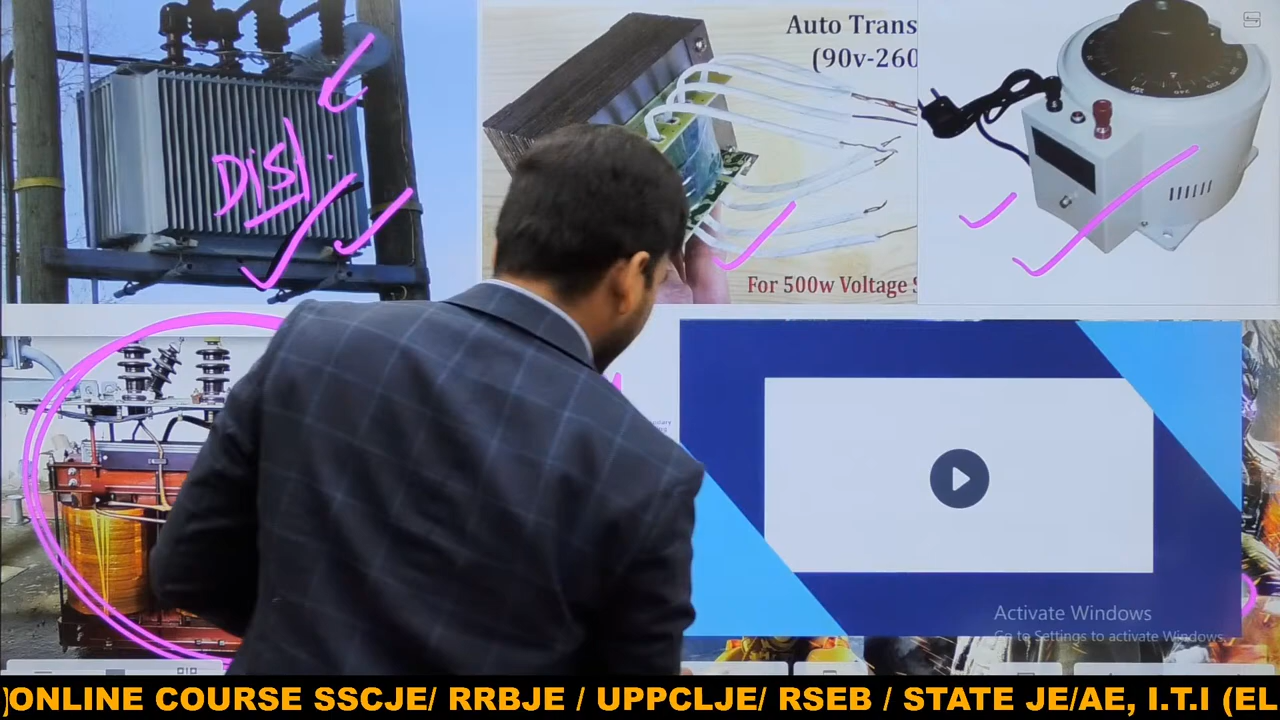 Auto Trans
(90v-260
Dist.
For 500w Voltage S
Activate Windows
Go to Settings to activate Windows.
)ONLINE COURSE SSCJE/ RRBJE / UPPCLJE/ RSEB / STATE JE/AE, I.T.I (EL